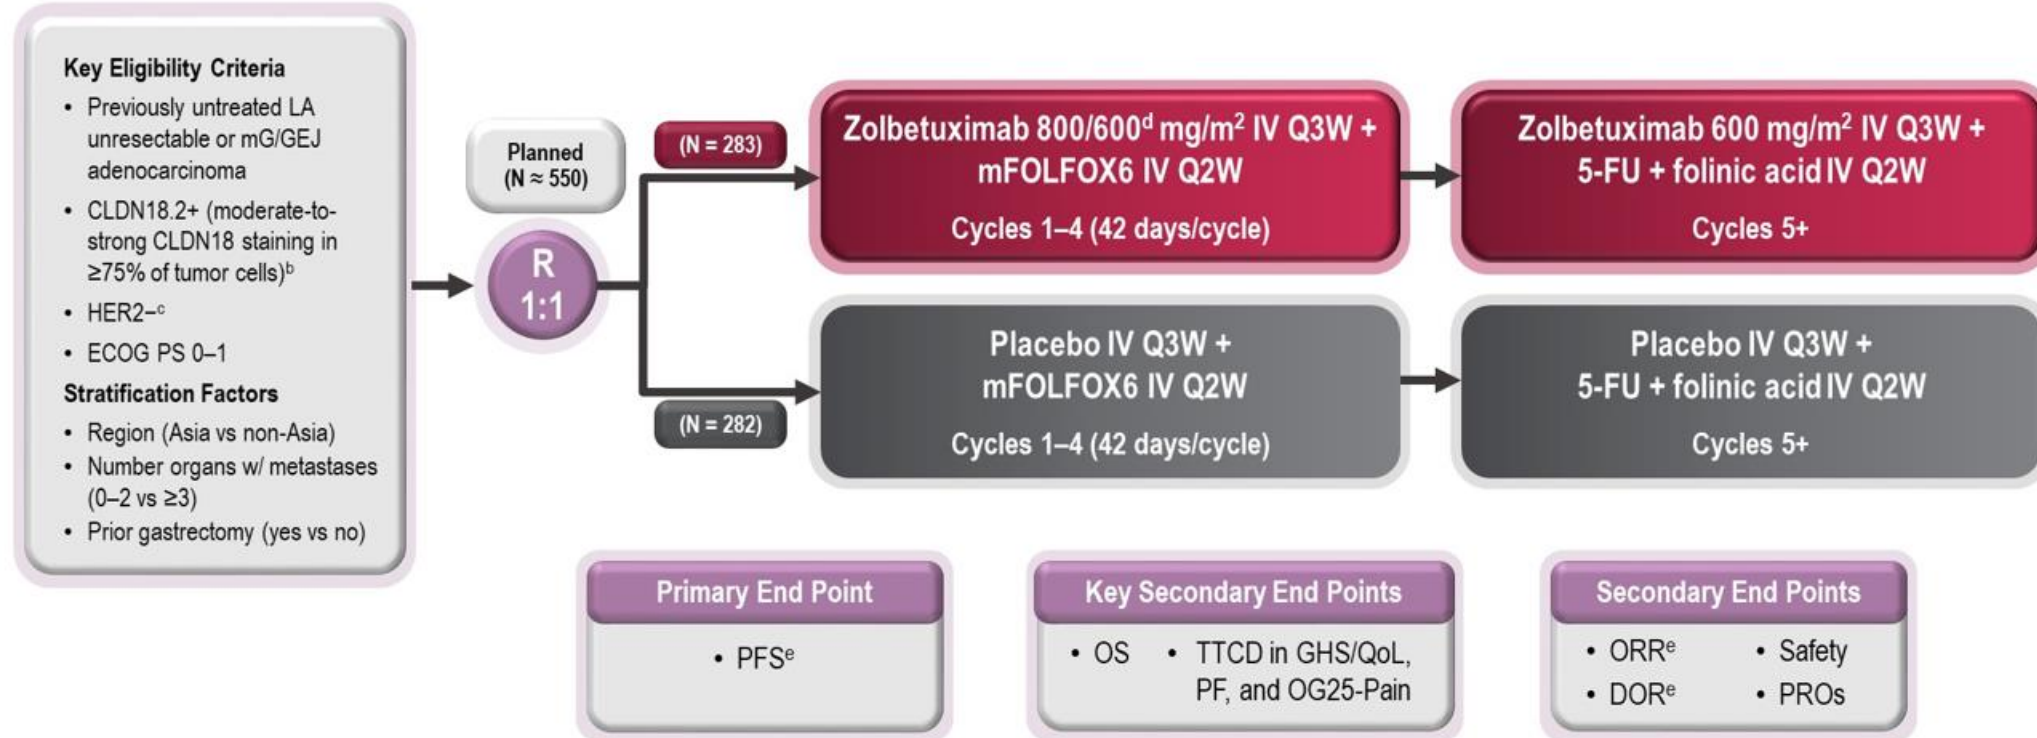 Key Eligibility Criteria
• Previously untreated LA
unresectable or mG/GEJ
adenocarcinoma
• CLDN18.2+ (moderate-to-
strong CLDN18 staining in
≥75% of tumor cells)ᵇ
• HER2−ᶜ
• ECOG PS 0–1
Stratification Factors
• Region (Asia vs non-Asia)
• Number organs w/ metastases
(0–2 vs ≥3)
• Prior gastrectomy (yes vs no)
Planned
(N ≈ 550)
R
1:1
(N = 283)
Zolbetuximab 800/600ᵈ mg/m² IV Q3W +
mFOLFOX6 IV Q2W
Cycles 1–4 (42 days/cycle)
Zolbetuximab 600 mg/m² IV Q3W +
5-FU + folinic acid IV Q2W
Cycles 5+
(N = 282)
Placebo IV Q3W +
mFOLFOX6 IV Q2W
Cycles 1–4 (42 days/cycle)
Placebo IV Q3W +
5-FU + folinic acid IV Q2W
Cycles 5+
Primary End Point
• PFSᵉ
Key Secondary End Points
• OS • TTCD in GHS/QoL,
PF, and OG25-Pain
Secondary End Points
• ORRᵉ • Safety
• DORᵉ • PROs